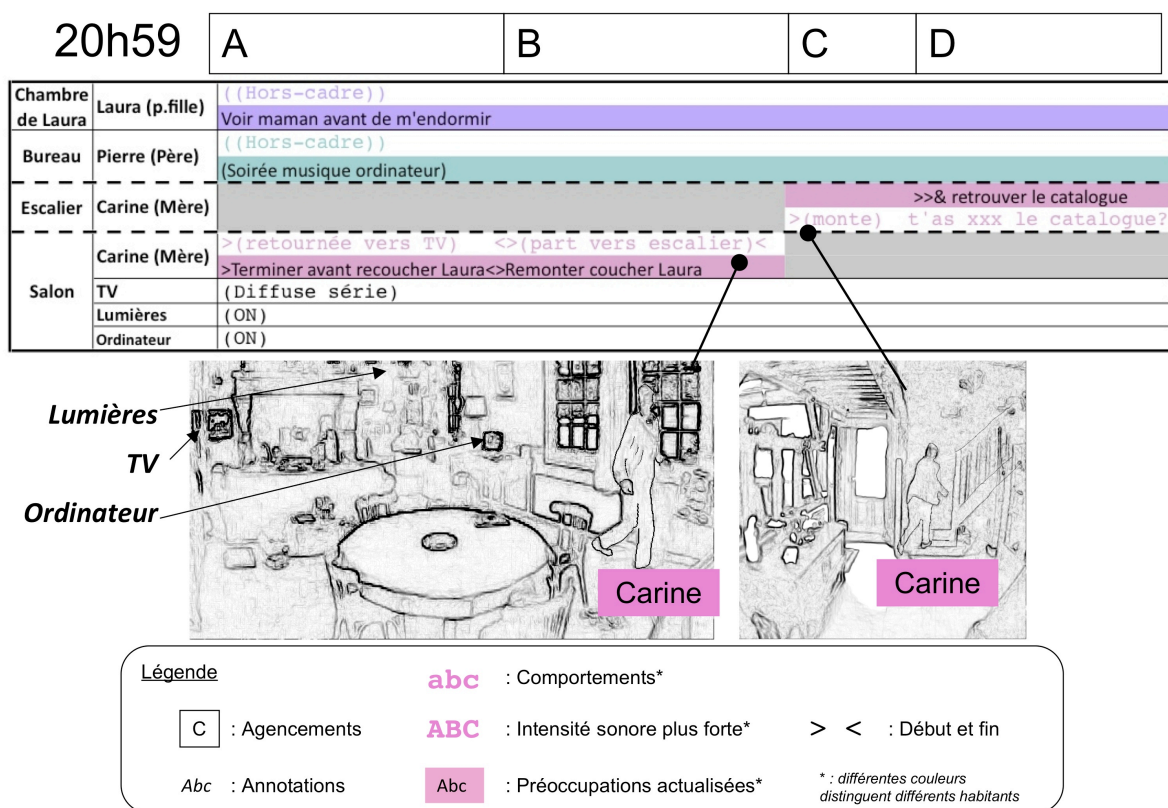 20h59 A B C D
Chambre de Laura
Laura (p.fille)
((Hors-cadre))
Voir maman avant de m'endormir
Bureau
Pierre (Père)
((Hors-cadre))
(Soirée musique ordinateur)
Escalier
Carine (Mère)
>>& retrouver le catalogue
>(monte) t'as xxx le catalogue?
Salon
Carine (Mère)
>(retournée vers TV) <>(part vers escalier)<
>Terminer avant recoucher Laura<>Remonter coucher Laura
TV
(Diffuse série)
Lumières
(ON)
Ordinateur
(ON)
Lumières
TV
Ordinateur
Carine
Carine
Légende
abc : Comportements*
C : Agencements
ABC : Intensité sonore plus forte*
> < : Début et fin
Abc : Annotations
Abc : Préoccupations actualisées*
* : différentes couleurs
distinguent différents habitants